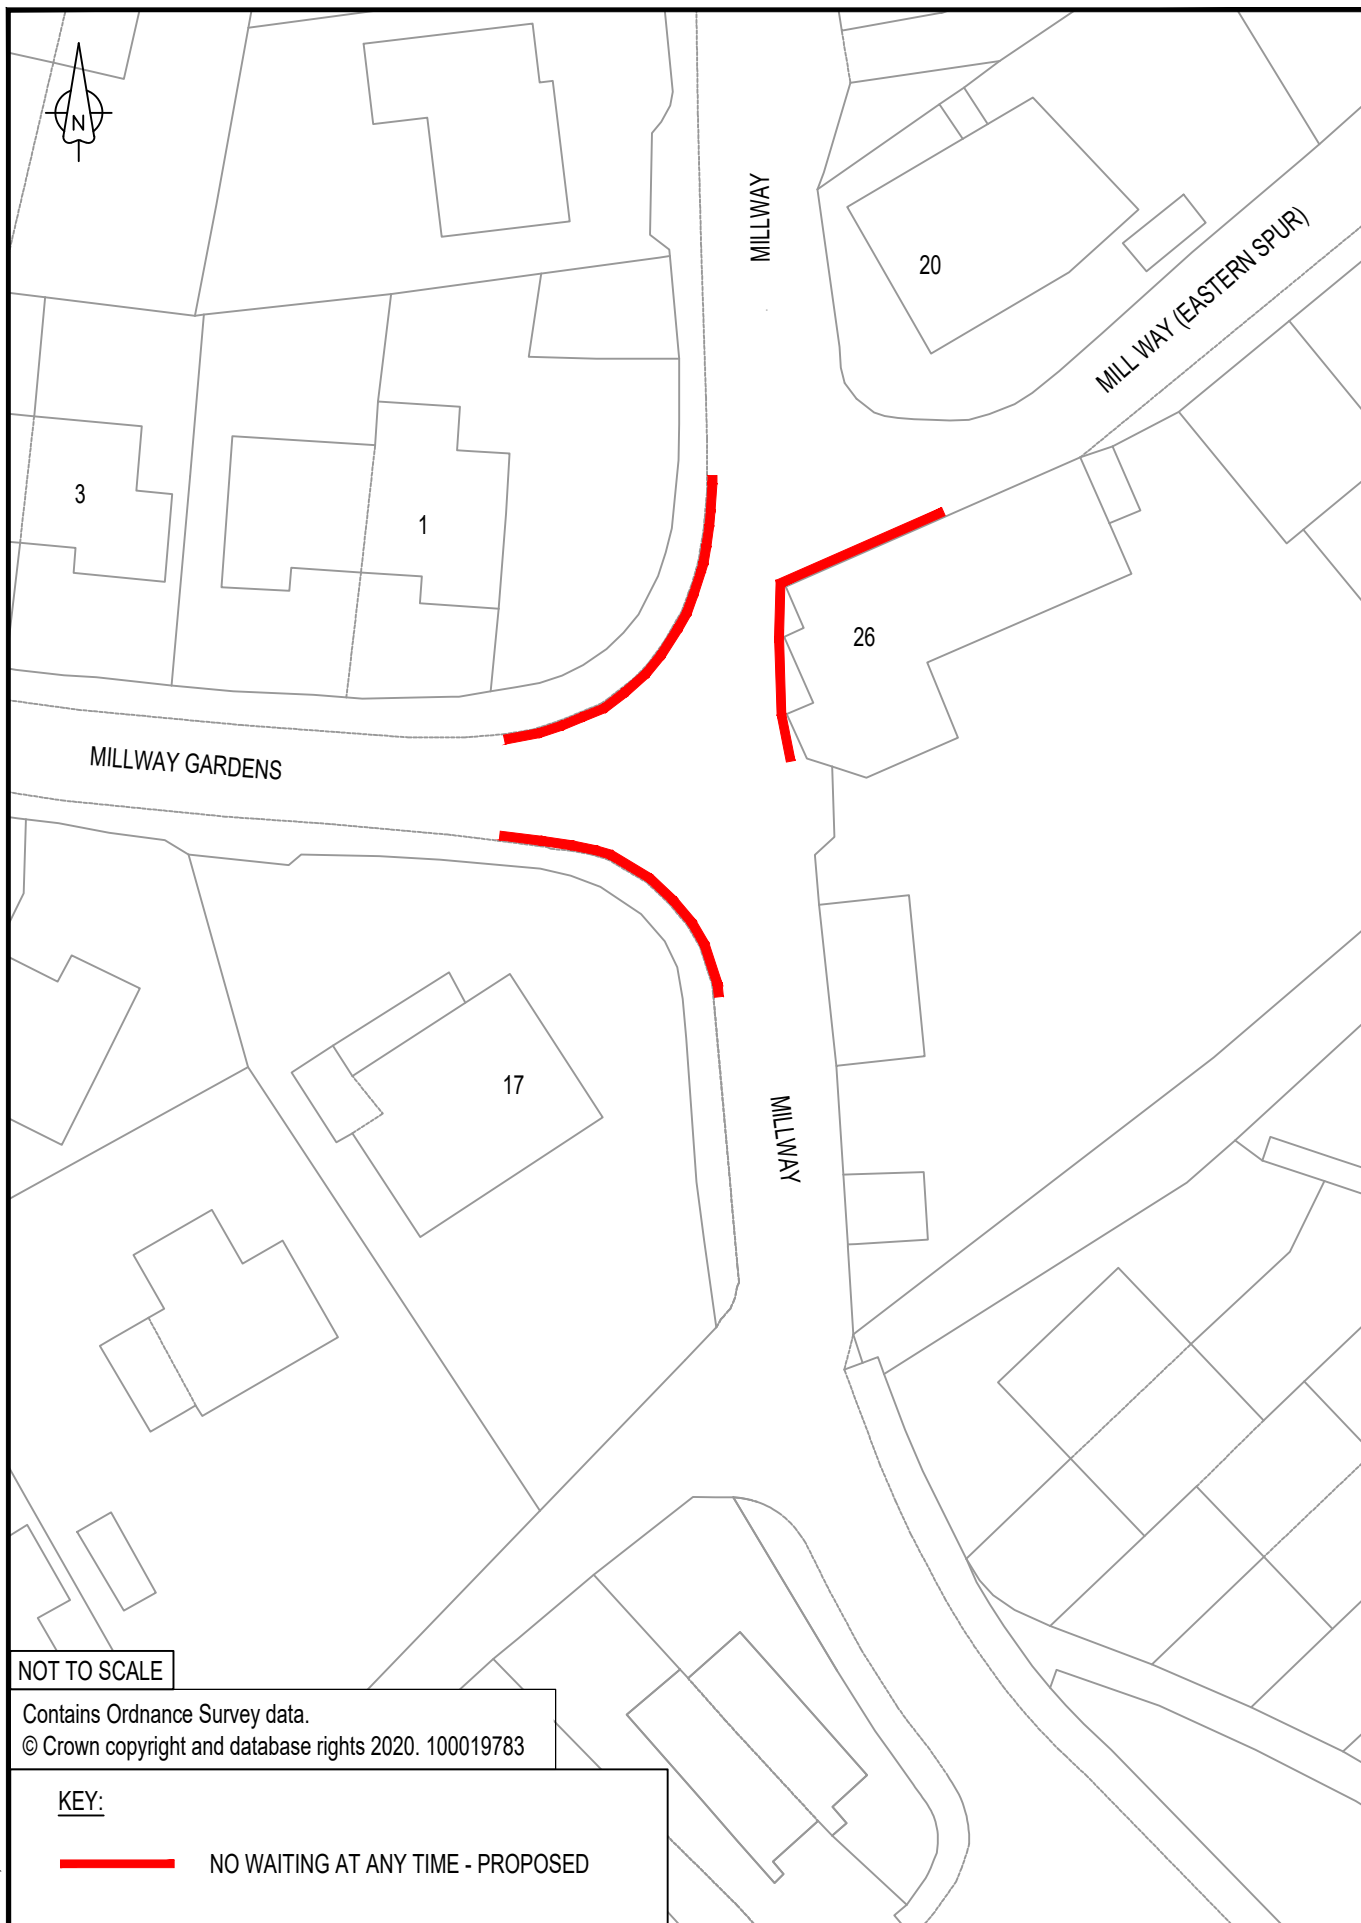 N
MILLWAY
20
MILL WAY (EASTERN SPUR)
3
1
26
MILLWAY GARDENS
17
MILLWAY
NOT TO SCALE
Contains Ordnance Survey data.
© Crown copyright and database rights 2020. 100019783
KEY:
NO WAITING AT ANY TIME - PROPOSED